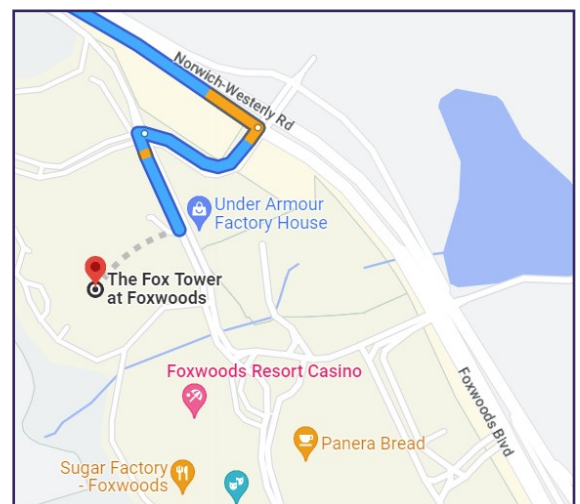 Norwich-Westerly Rd
Under Armour
Factory House
The Fox Tower
at Foxwoods
Foxwoods Resort Casino
Foxwoods Blvd
Panera Bread
Sugar Factory
- Foxwoods